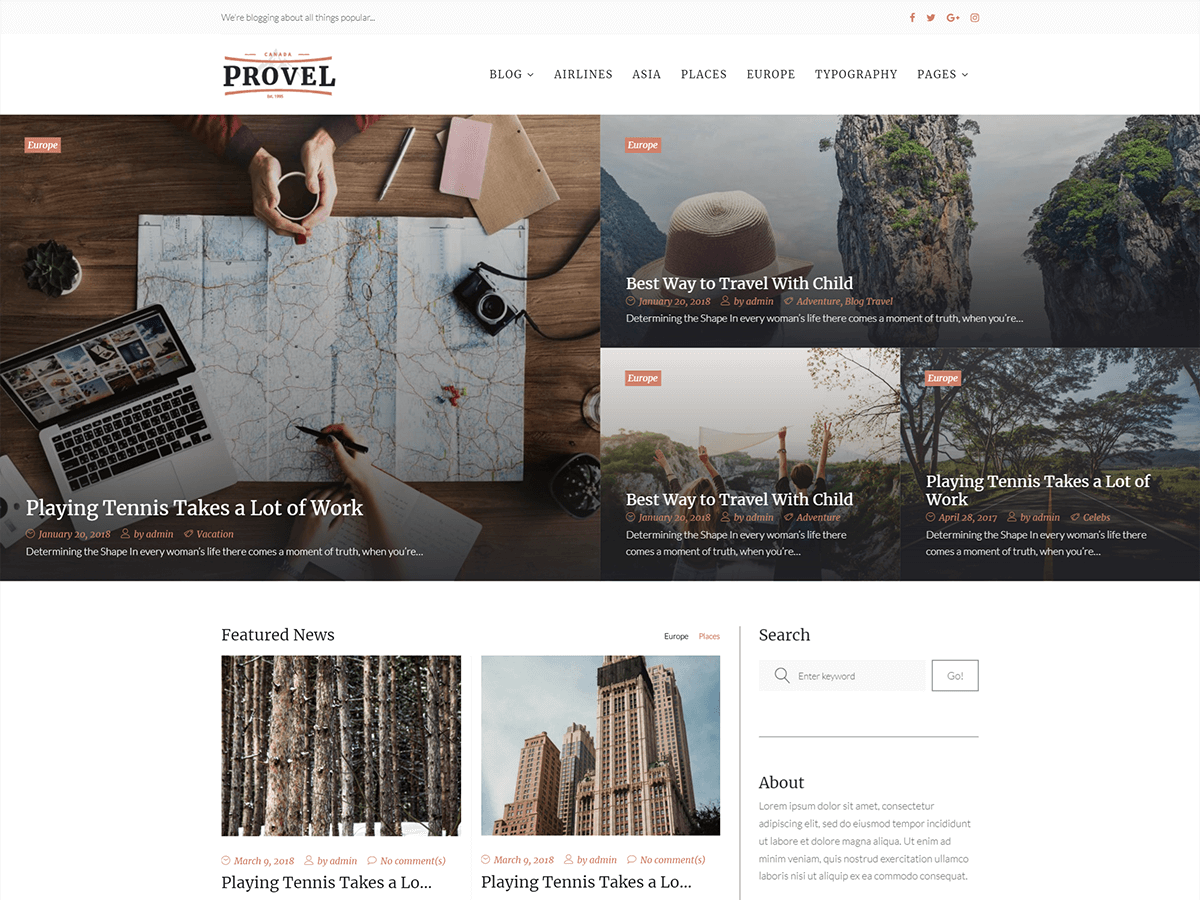 We're blogging about all things popular...
CANADA
PROVEL
Est. 1995
BLOG AIRLINES ASIA PLACES EUROPE TYPOGRAPHY PAGES
Europe
Playing Tennis Takes a Lot of Work
January 20, 2018 by admin Vacation
Determining the Shape In every woman's life there comes a moment of truth, when you're...
Europe
Best Way to Travel With Child
January 20, 2018 by admin Adventure, Blog Travel
Determining the Shape In every woman's life there comes a moment of truth, when you're...
Europe
Best Way to Travel With Child
January 20, 2018 by admin Adventure
Determining the Shape In every woman's life there
comes a moment of truth, when you're...
Europe
Playing Tennis Takes a Lot of
Work
April 28, 2017 by admin Celebs
Determining the Shape In every woman's life there
comes a moment of truth, when you're...
Featured News
Europe Places
March 9, 2018 by admin No comment(s)
Playing Tennis Takes a Lo...
March 9, 2018 by admin No comment(s)
Playing Tennis Takes a Lo...
Search
Enter keyword
Go!
About
Lorem ipsum dolor sit amet, consectetur
adipiscing elit, sed do eiusmod tempor incididunt
ut labore et dolore magna aliqua. Ut enim ad
minim veniam, quis nostrud exercitation ullamco
laboris nisi ut aliquip ex ea commodo consequat.